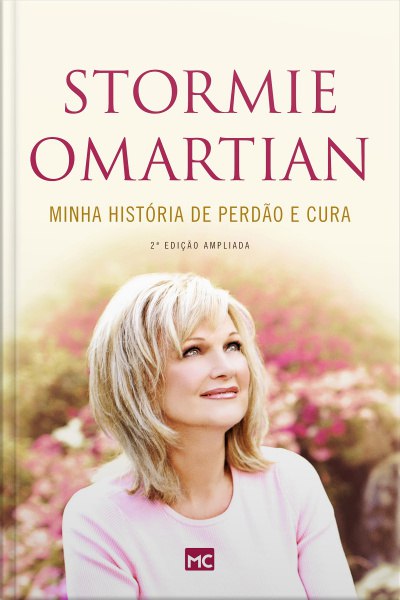 STORMIE
OMARTIAN
MINHA HISTÓRIA DE PERDÃO E CURA
2ª EDIÇÃO AMPLIADA
MC